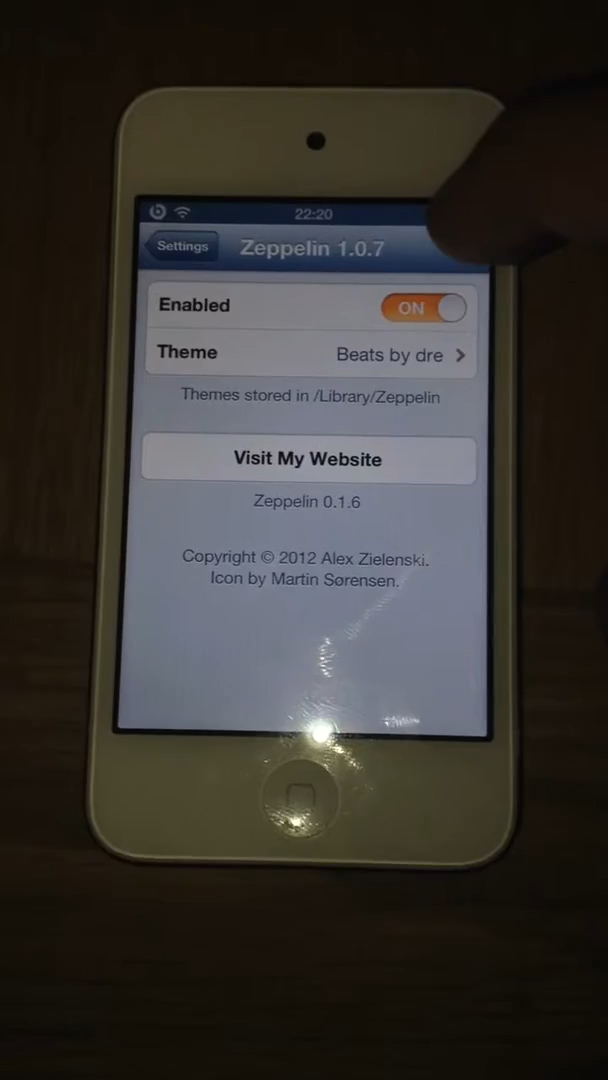 22:20
Settings
Zeppelin 1.0.7
Enabled
ON
Theme
Beats by dre
Themes stored in /Library/Zeppelin
Visit My Website
Zeppelin 0.1.6
Copyright © 2012 Alex Zielenski.
Icon by Martin Sørensen.